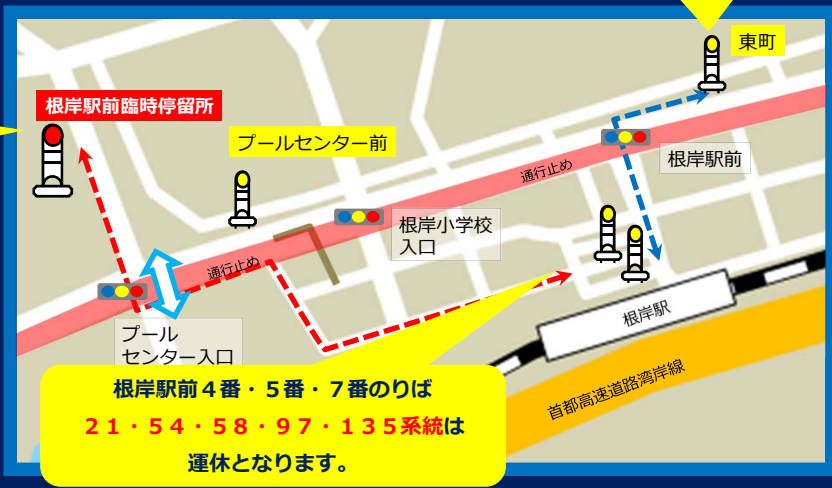 東町
根岸駅前臨時停留所
プールセンター前
根岸駅前
通行止め
根岸小学校
入口
通行止め
プール
センター入口
根岸駅
首都高速道路湾岸線
根岸駅前４番・５番・７番のりば
２１・５４・５８・９７・１３５系統は
運休となります。